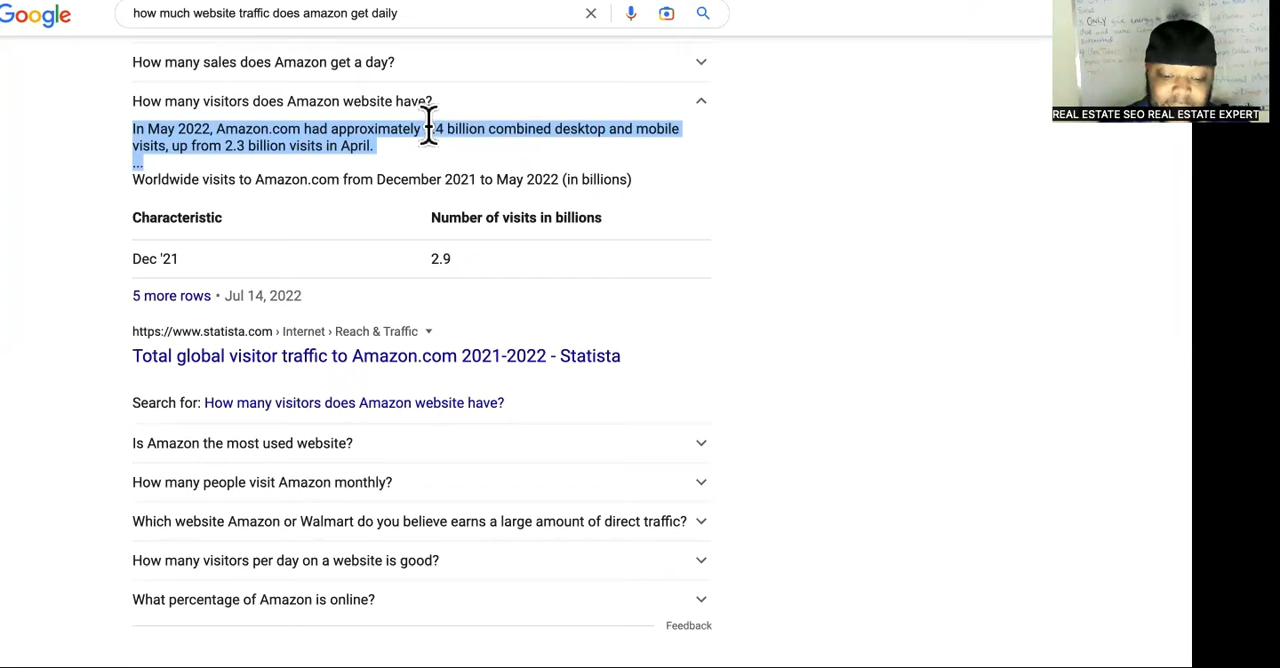 Google
how much website traffic does amazon get daily
How many sales does Amazon get a day?
How many visitors does Amazon website have?
In May 2022, Amazon.com had approximately .4 billion combined desktop and mobile
visits, up from 2.3 billion visits in April.
...
Worldwide visits to Amazon.com from December 2021 to May 2022 (in billions)
Characteristic Number of visits in billions
Dec '21 2.9
5 more rows • Jul 14, 2022
https://www.statista.com › Internet › Reach & Traffic
Total global visitor traffic to Amazon.com 2021-2022 - Statista
Search for: How many visitors does Amazon website have?
Is Amazon the most used website?
How many people visit Amazon monthly?
Which website Amazon or Walmart do you believe earns a large amount of direct traffic?
How many visitors per day on a website is good?
What percentage of Amazon is online?
Feedback
ONLY
REAL ESTATE SEO REAL ESTATE EXPERT